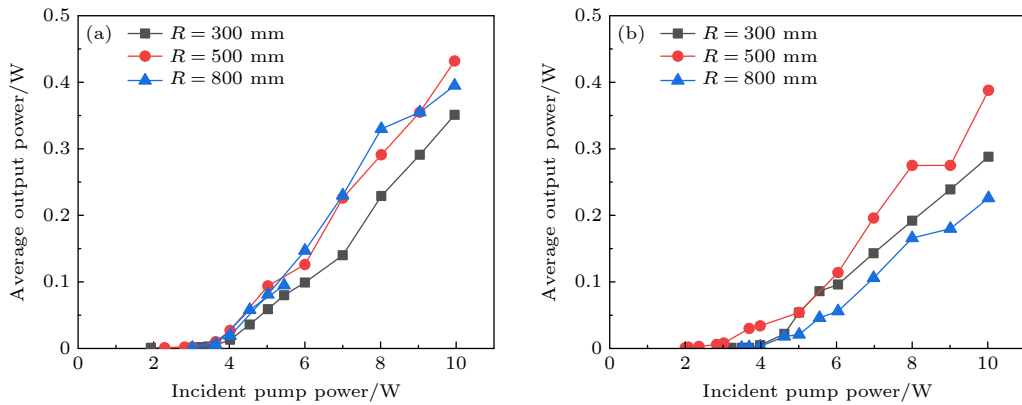 (a)
R = 300 mm
R = 500 mm
R = 800 mm
0.5
0.4
0.3
0.2
0.1
0
0 2 4 6 8 10
Average output power/W
Incident pump power/W
(b)
R = 300 mm
R = 500 mm
R = 800 mm
0.5
0.4
0.3
0.2
0.1
0
0 2 4 6 8 10
Average output power/W
Incident pump power/W